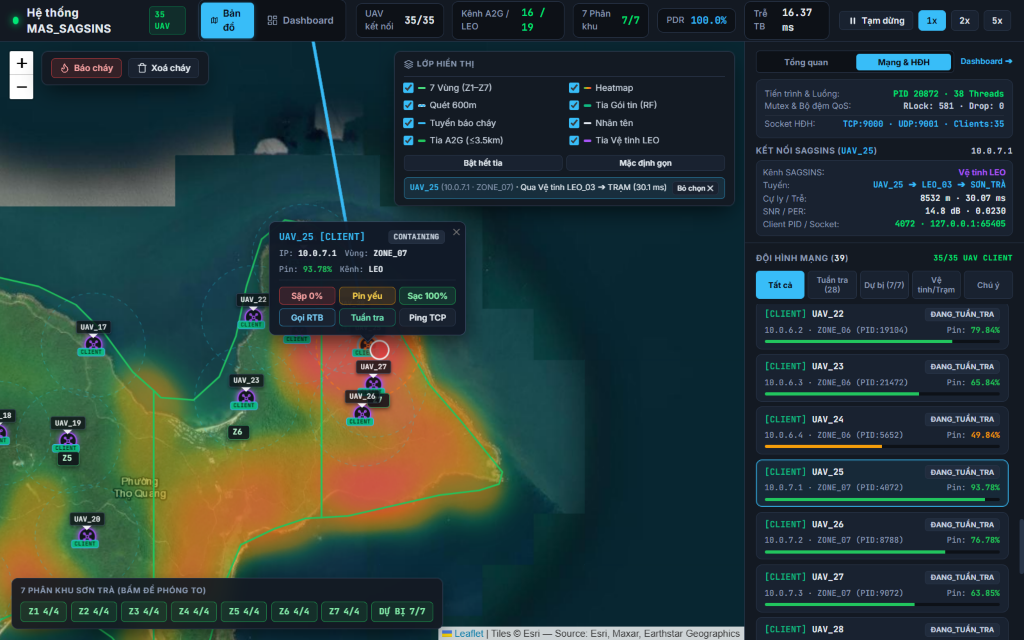 Hệ thống
MAS_SAGSINS
35
UAV
Bản
đồ
Dashboard
UAV
kết nối
35/35
Kênh A2G /
LEO
16 /
19
7 Phân
khu
7/7
PDR 100.0%
Trễ
TB
16.37
ms
Tạm dừng
1x
2x
5x
+
−
Báo cháy
Xoá cháy
LỚP HIỂN THỊ
7 Vùng (Z1–Z7)
Heatmap
Quét 600m
Tia Gói tin (RF)
Tuyến báo cháy
Nhãn tên
Tia A2G (≤3.5km)
Tia Vệ tinh LEO
Bật hết tia
Mặc định gọn
UAV_25 (10.0.7.1 · ZONE_07) · Qua Vệ tinh LEO_03 ➔ TRẠM (30.1 ms)
Bỏ chọn ✕
UAV_25 [CLIENT]
CONTAINING
✕
IP: 10.0.7.1 Vùng: ZONE_07
Pin: 93.78% Kênh: LEO
Sập 0%
Pin yếu
Sạc 100%
Gọi RTB
Tuần tra
Ping TCP
UAV_22
CLIENT
CLIENT
UAV_17
CLIENT
UAV_27
UAV_23
CLIENT
UAV_26
CLIENT
Z6
_18
UAV_19
CLIENT
Z5
Phường
Thọ Quang
UAV_20
CLIENT
7 PHÂN KHU SƠN TRÀ (BẤM ĐỂ PHÓNG TO)
Z1 4/4
Z2 4/4
Z3 4/4
Z4 4/4
Z5 4/4
Z6 4/4
Z7 4/4
DỰ BỊ 7/7
Leaflet | Tiles © Esri — Source: Esri, Maxar, Earthstar Geographics
Tổng quan
Mạng & HĐH
Dashboard ➔
Tiến trình & Luồng: PID 20872 · 38 Threads
Mutex & Bộ đệm QoS: RLock: 581 · Drop: 0
Socket HĐH: TCP:9000 · UDP:9001 · Clients:35
KẾT NỐI SAGSINS (UAV_25) 10.0.7.1
Kênh SAGSINS: Vệ tinh LEO
Tuyến: UAV_25 ➔ LEO_03 ➔ SƠN_TRÀ
Cự ly / Trễ: 8532 m · 30.07 ms
SNR / PER: 14.8 dB · 0.0230
Client PID / Socket: 4072 · 127.0.0.1:65405
ĐỘI HÌNH MẠNG (39) 35/35 UAV CLIENT
Tất cả
Tuần tra
(28)
Dự bị (7/7)
Vệ
tinh/Trạm
Chú ý
[CLIENT] UAV_22 ĐANG_TUẦN_TRA
10.0.6.2 · ZONE_06 (PID:19104) Pin: 79.84%
[CLIENT] UAV_23 ĐANG_TUẦN_TRA
10.0.6.3 · ZONE_06 (PID:21472) Pin: 65.84%
[CLIENT] UAV_24 ĐANG_TUẦN_TRA
10.0.6.4 · ZONE_06 (PID:5652) Pin: 49.84%
[CLIENT] UAV_25 ĐANG_TUẦN_TRA
10.0.7.1 · ZONE_07 (PID:4072) Pin: 93.78%
[CLIENT] UAV_26 ĐANG_TUẦN_TRA
10.0.7.2 · ZONE_07 (PID:8788) Pin: 76.78%
[CLIENT] UAV_27 ĐANG_TUẦN_TRA
10.0.7.3 · ZONE_07 (PID:9072) Pin: 63.85%
[CLIENT] UAV_28 ĐANG_TUẦN_TRA